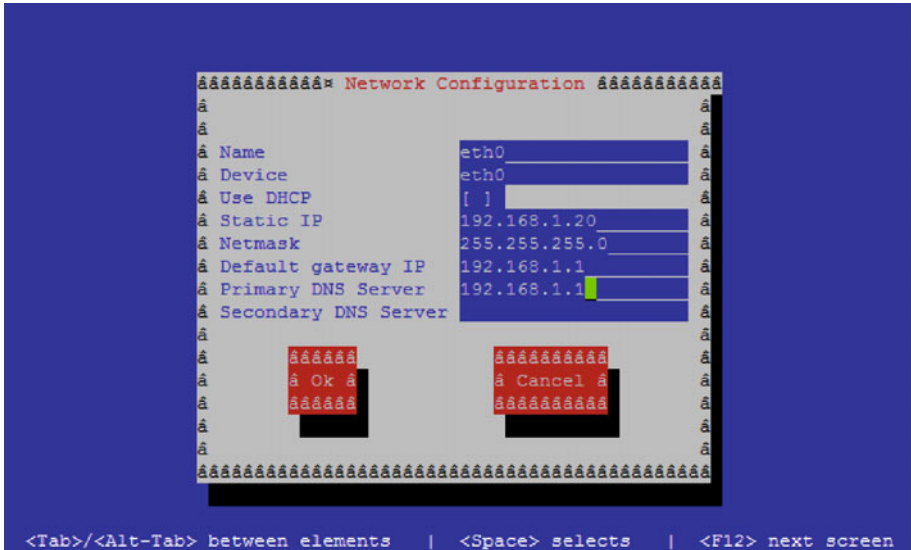 ââââââââââ⤠Network Configuration âââââââââââ
â â
â â
â Name eth0 â
â Device eth0 â
â Use DHCP [ ] â
â Static IP 192.168.1.20 â
â Netmask 255.255.255.0 â
â Default gateway IP 192.168.1.1 â
â Primary DNS Server 192.168.1.1 â
â Secondary DNS Server â
â â
â ââââââ ââââââââââ â
â â Ok â â Cancel â â
â ââââââ ââââââââââ â
â â
â â
âââââââââââââââââââââââââââââââââââââââââââââ
<Tab>/<Alt-Tab> between elements | <Space> selects | <F12> next screen